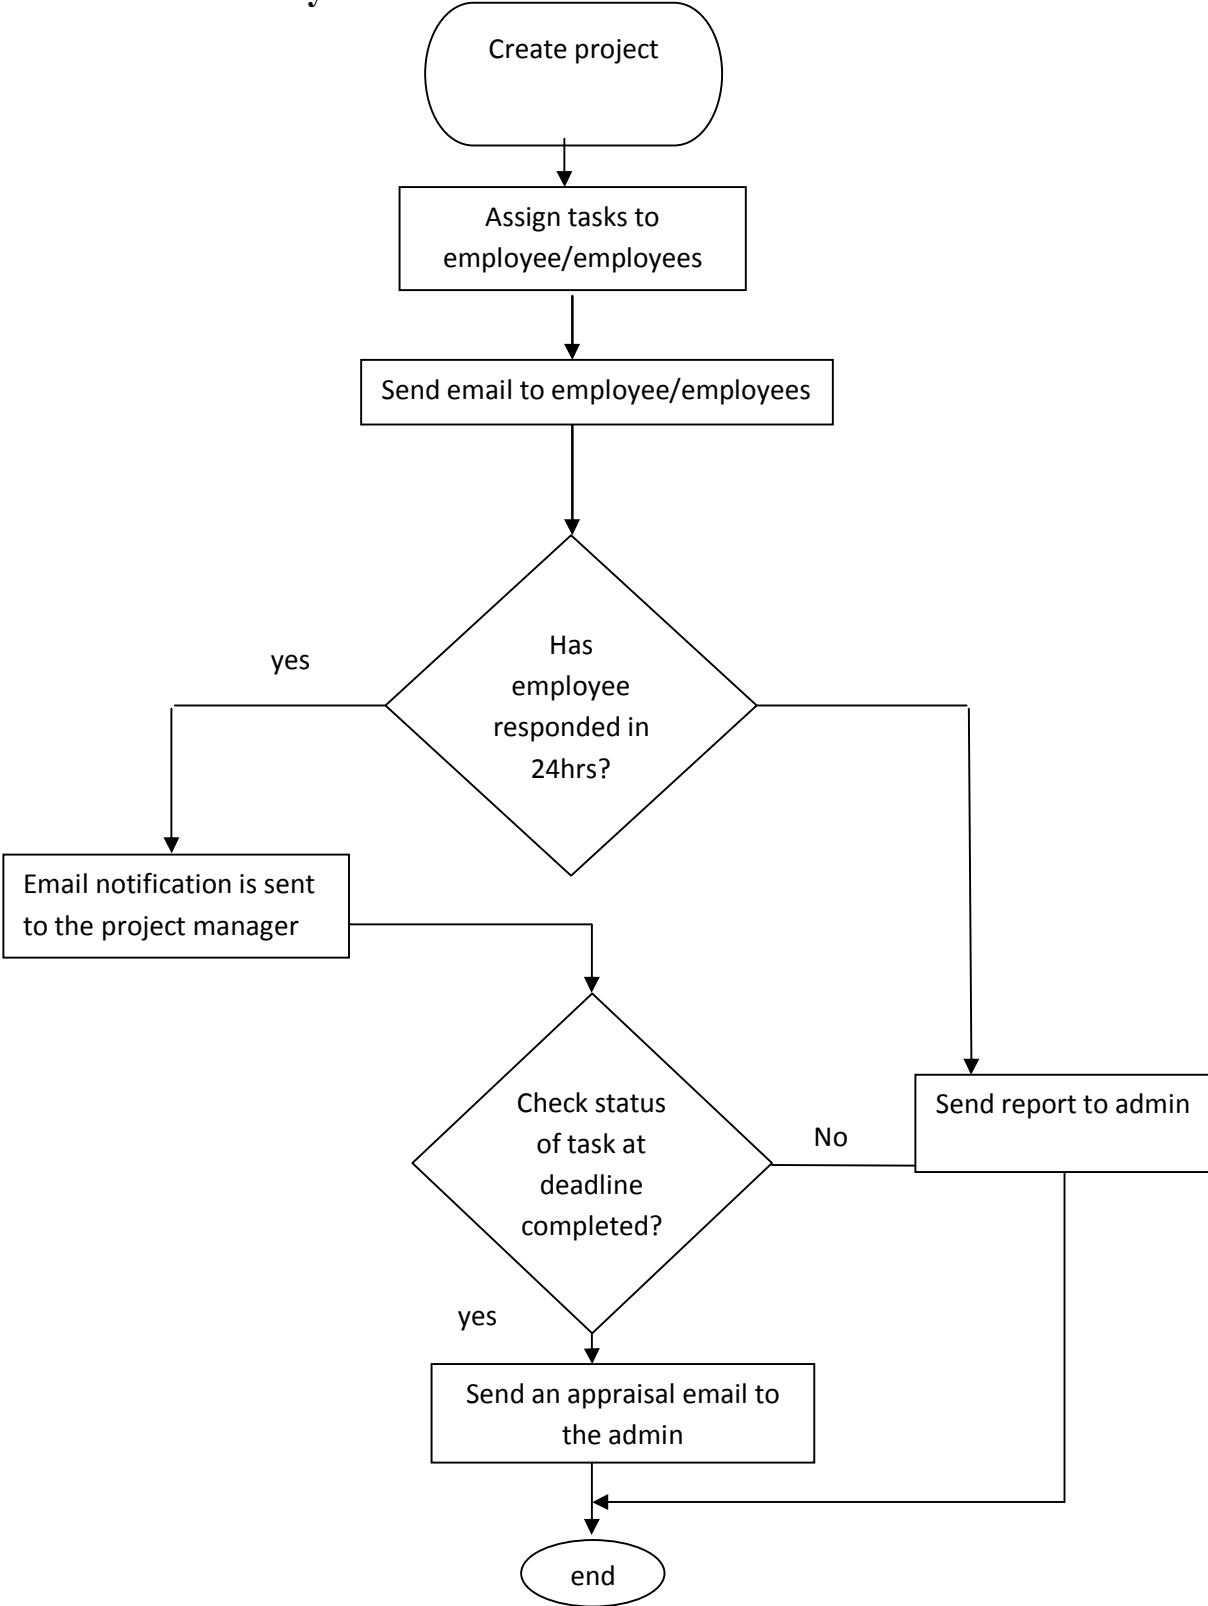 Create project
Assign tasks to
employee/employees
Send email to employee/employees
Has
employee
responded in
24hrs?
yes
Email notification is sent
to the project manager
Check status
of task at
deadline
completed?
No
Send report to admin
yes
Send an appraisal email to
the admin
end